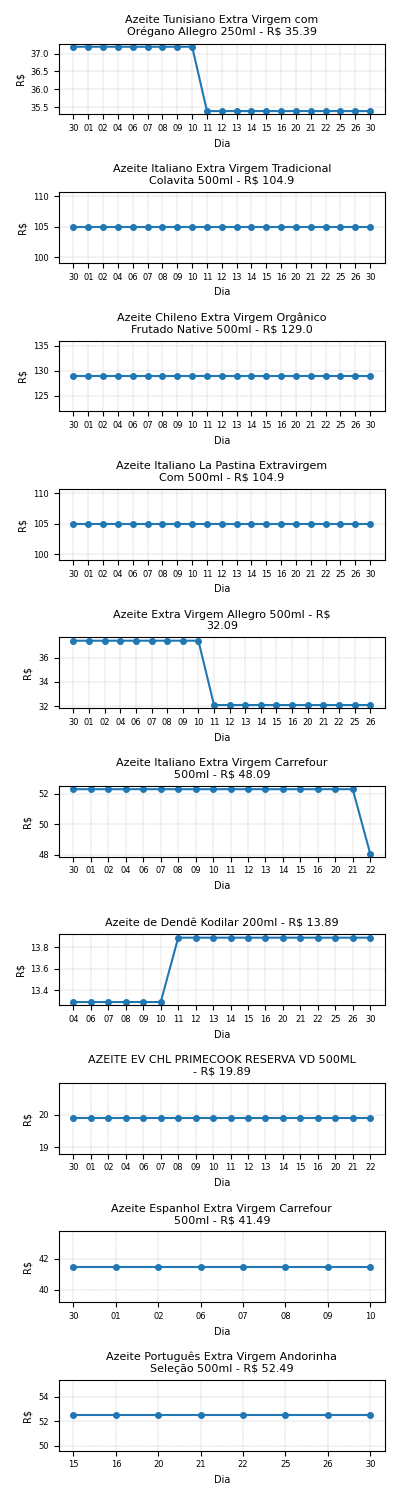 Azeite Tunisiano Extra Virgem com
Orégano Allegro 250ml - R$ 35.39
37.0
36.5
36.0
35.5
R$
30 01 02 04 06 07 08 09 10 11 12 13 14 15 16 20 21 22 25 26 30
Dia
Azeite Italiano Extra Virgem Tradicional
Colavita 500ml - R$ 104.9
110
105
100
R$
30 01 02 04 06 07 08 09 10 11 12 13 14 15 16 20 21 22 25 26 30
Dia
Azeite Chileno Extra Virgem Orgânico
Frutado Native 500ml - R$ 129.0
135
130
125
R$
30 01 02 04 06 07 08 09 10 11 12 13 14 15 16 20 21 22 25 26 30
Dia
Azeite Italiano La Pastina Extravirgem
Com 500ml - R$ 104.9
110
105
100
R$
30 01 02 04 06 07 08 09 10 11 12 13 14 15 16 20 21 22 25 26 30
Dia
Azeite Extra Virgem Allegro 500ml - R$
32.09
36
34
32
R$
30 01 02 04 06 07 08 09 10 11 12 13 14 15 16 20 21 22 25 26
Dia
Azeite Italiano Extra Virgem Carrefour
500ml - R$ 48.09
52
50
48
R$
30 01 02 04 06 07 08 09 10 11 12 13 14 15 16 20 21 22
Dia
Azeite de Dendê Kodilar 200ml - R$ 13.89
13.8
13.6
13.4
R$
04 06 07 08 09 10 11 12 13 14 15 16 20 21 22 25 26 30
Dia
AZEITE EV CHL PRIMECOOK RESERVA VD 500ML
- R$ 19.89
20
19
R$
30 01 02 04 06 07 08 09 10 11 12 13 14 15 16 20 21 22
Dia
Azeite Espanhol Extra Virgem Carrefour
500ml - R$ 41.49
42
40
R$
30 01 02 06 07 08 09 10
Dia
Azeite Português Extra Virgem Andorinha
Seleção 500ml - R$ 52.49
54
52
50
R$
15 16 20 21 22 25 26 30
Dia